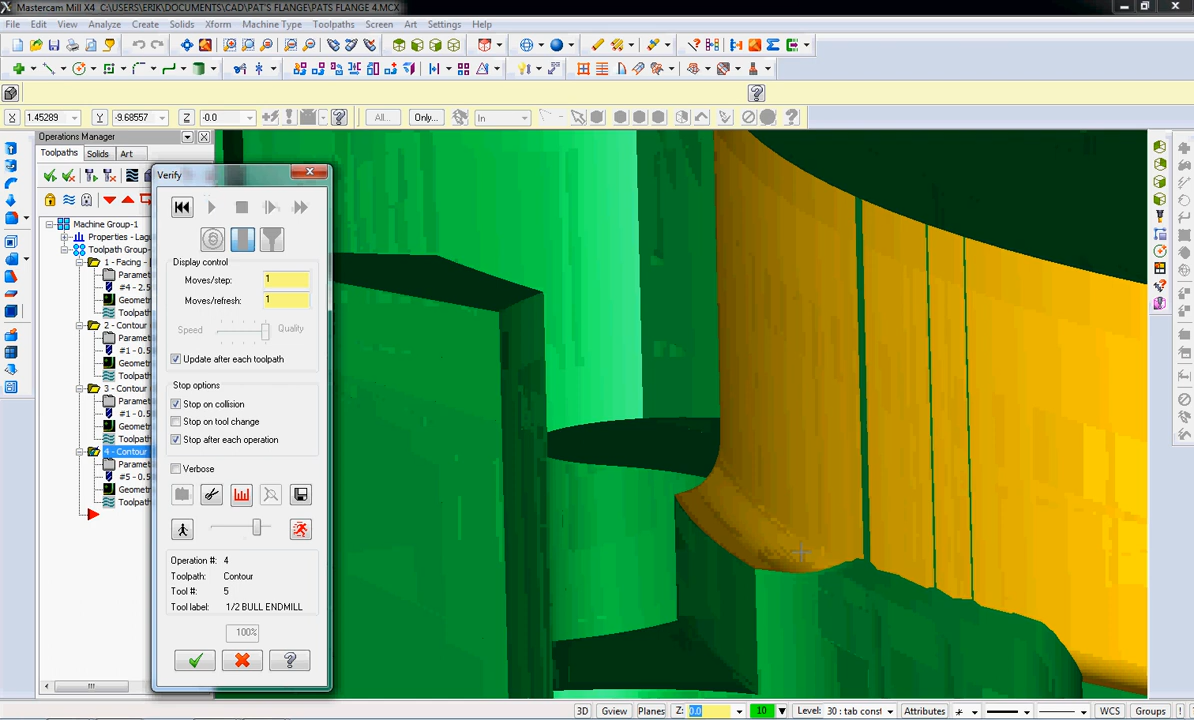 Mastercam Mill X4 C:\USERS\ERIK\DOCUMENTS\CAD\PAT'S FLANGE\PATS FLANGE 4.MCX
File Edit View Analyze Create Solids Xform Machine Type Toolpaths Screen Art Settings Help
X 1.45289 Y -9.68557 Z -0.0 All... Only... In
Operations Manager
Toolpaths Solids Art
Machine Group-1
Properties - Lagu
Toolpath Group-
1 - Facing -
Paramet
#4 - 2.5
Geometr
Toolpath
2 - Contour
Paramet
#1 - 0.5
Geometr
Toolpath
3 - Contour
Paramet
#1 - 0.5
Geometr
Toolpath
4 - Contour
Paramet
#5 - 0.5
Geometr
Toolpath
Verify
Display control
Moves/step: 1
Moves/refresh: 1
Speed Quality
Update after each toolpath
Stop options
Stop on collision
Stop on tool change
Stop after each operation
Verbose
Operation #: 4
Toolpath: Contour
Tool #: 5
Tool label: 1/2 BULL ENDMILL
100%
3D Gview Planes Z: 0.0 10 Level: 30 : tab const Attributes WCS Groups